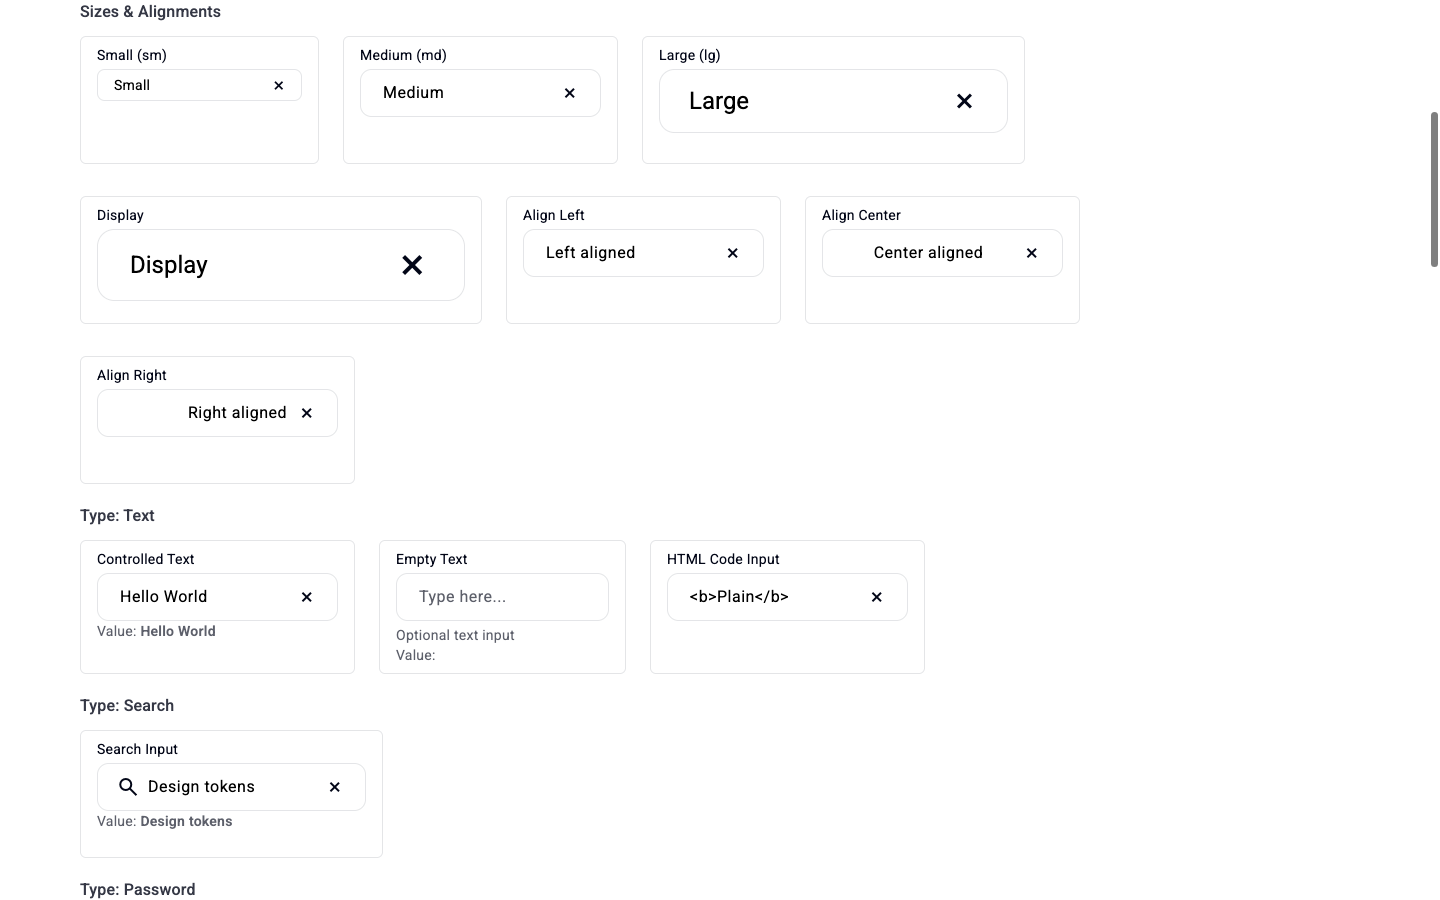 Sizes & Alignments
Small (sm)
Small
Medium (md)
Medium
Large (lg)
Large
Display
Display
Align Left
Left aligned
Align Center
Center aligned
Align Right
Right aligned
Type: Text
Controlled Text
Hello World
Value: Hello World
Empty Text
Type here...
Optional text input
Value:
HTML Code Input
<b>Plain</b>
Type: Search
Search Input
Design tokens
Value: Design tokens
Type: Password